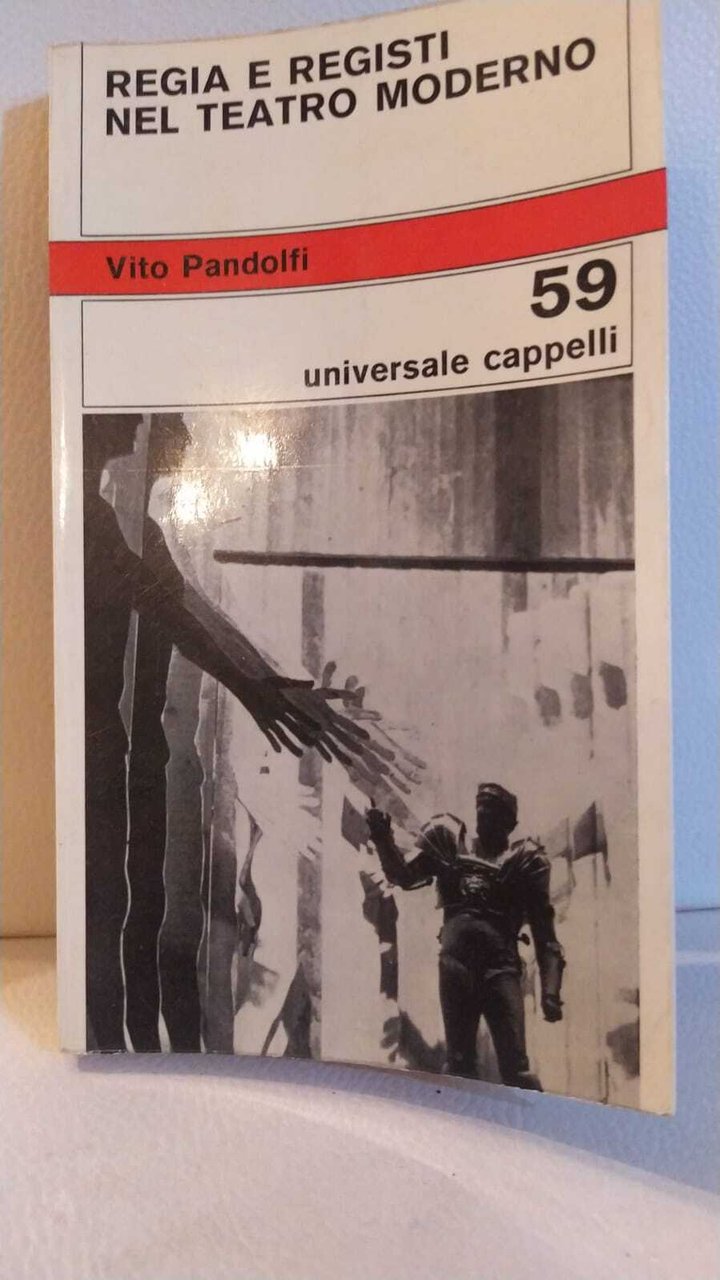 REGIA E REGISTI
NEL TEATRO MODERNO
Vito Pandolfi
59
universale cappelli